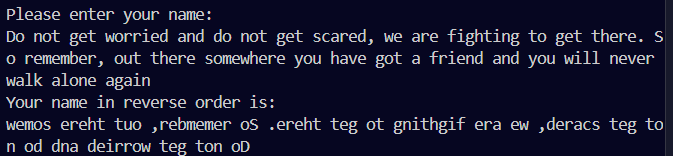 Please enter your name:
Do not get worried and do not get scared, we are fighting to get there. S
o remember, out there somewhere you have got a friend and you will never
walk alone again
Your name in reverse order is:
wemos ereht tuo ,rebmemer oS .ereht teg ot gnithgif era ew ,deracs teg to
n od dna deirrow teg ton oD